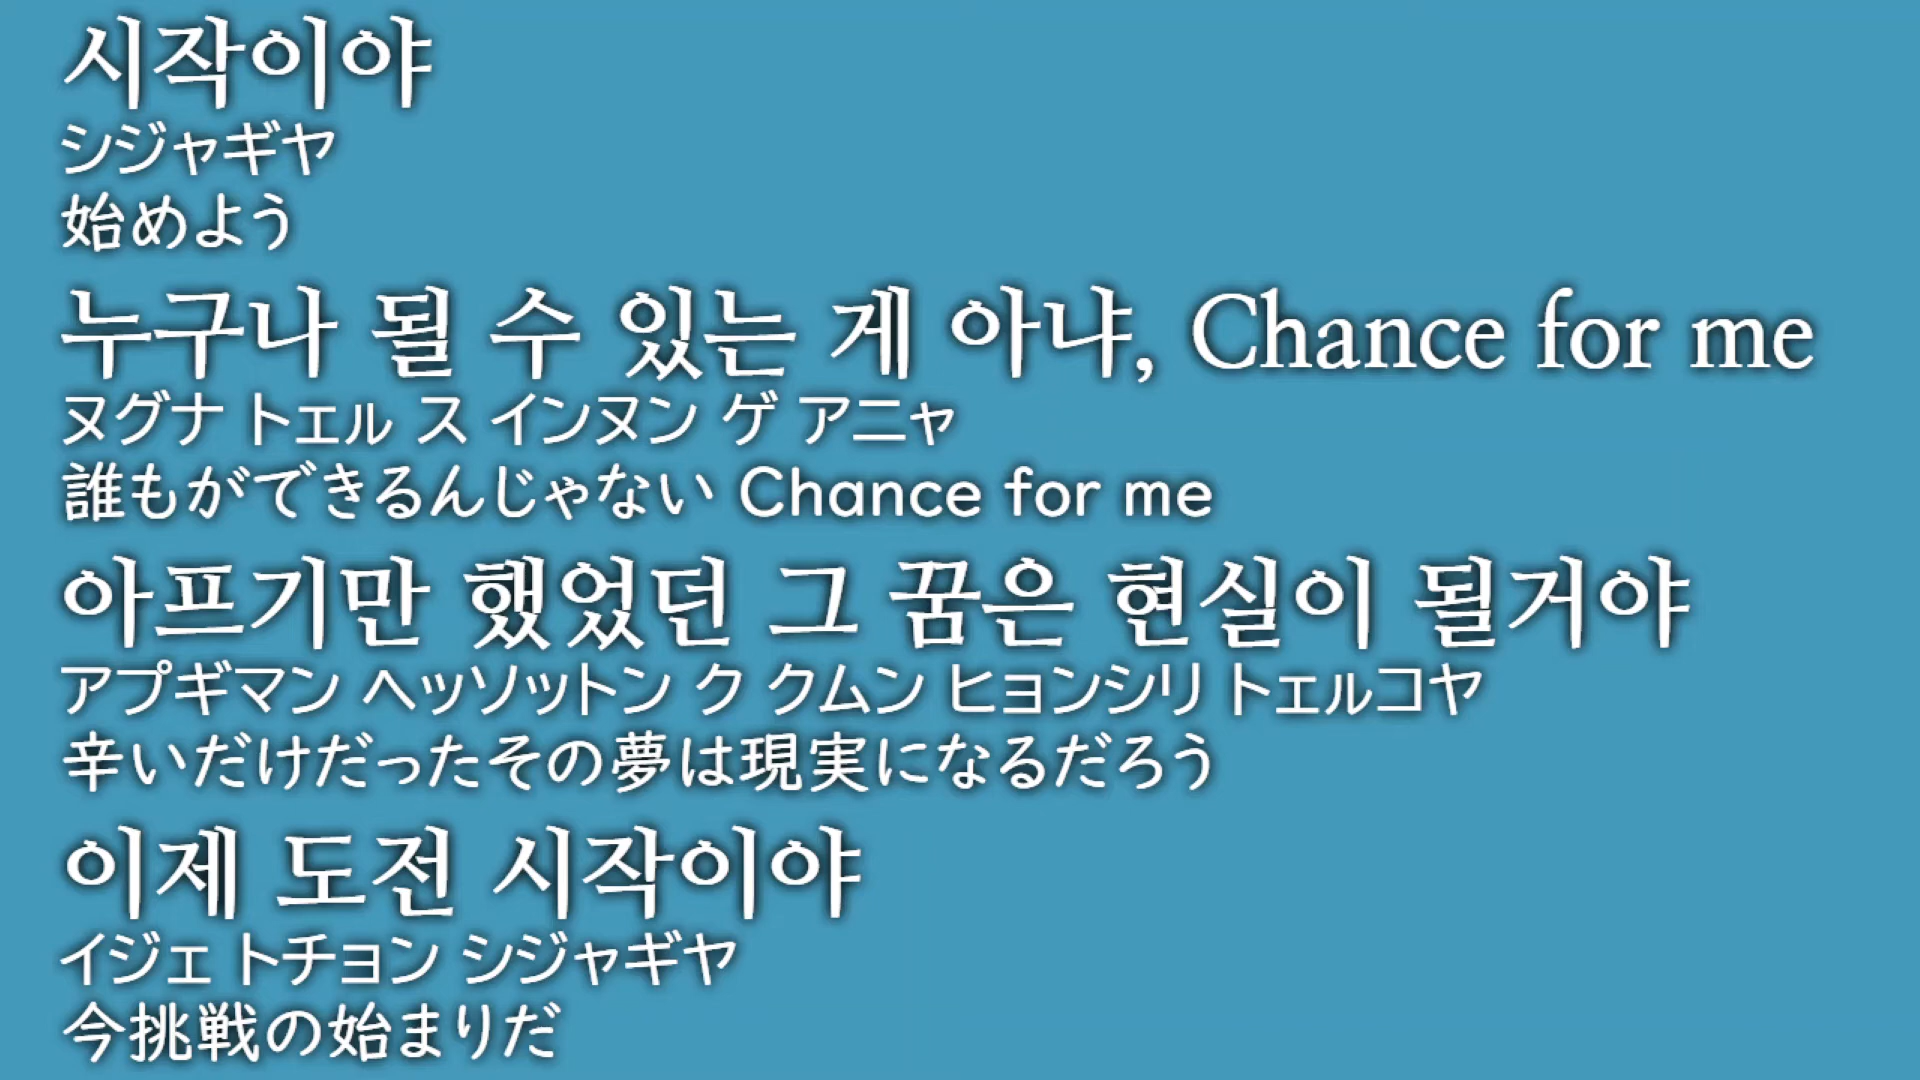 시작이야
シジャギヤ
始めよう
누구나 될 수 있는 게 아냐, Chance for me
ヌグナ トェル ス インヌン ゲ アニャ
誰もができるんじゃない Chance for me
아프기만 했었던 그 꿈은 현실이 될거야
アプギマン ヘッソットン ク クムン ヒョンシリ トェルコヤ
辛いだけだったその夢は現実になるだろう
이제 도전 시작이야
イジェ トチョン シジャギヤ
今挑戦の始まりだ